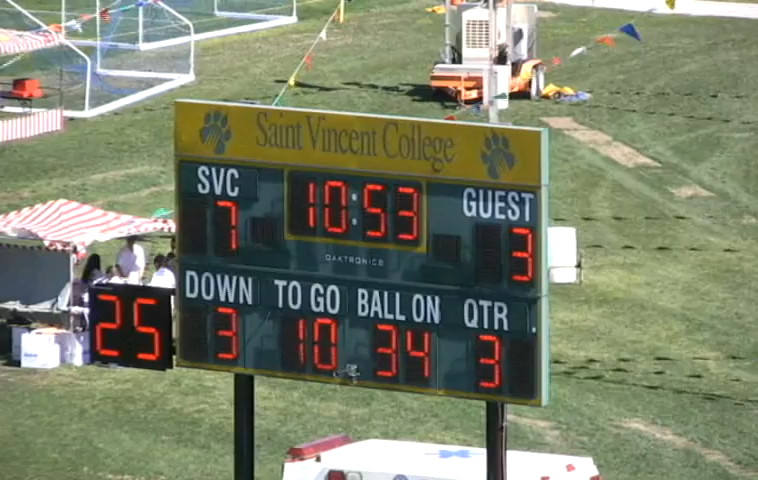 Saint Vincent College
SVC 10:53 GUEST
7 3
DAKTRONICS
DOWN TO GO BALL ON QTR
3 10 34 3
25